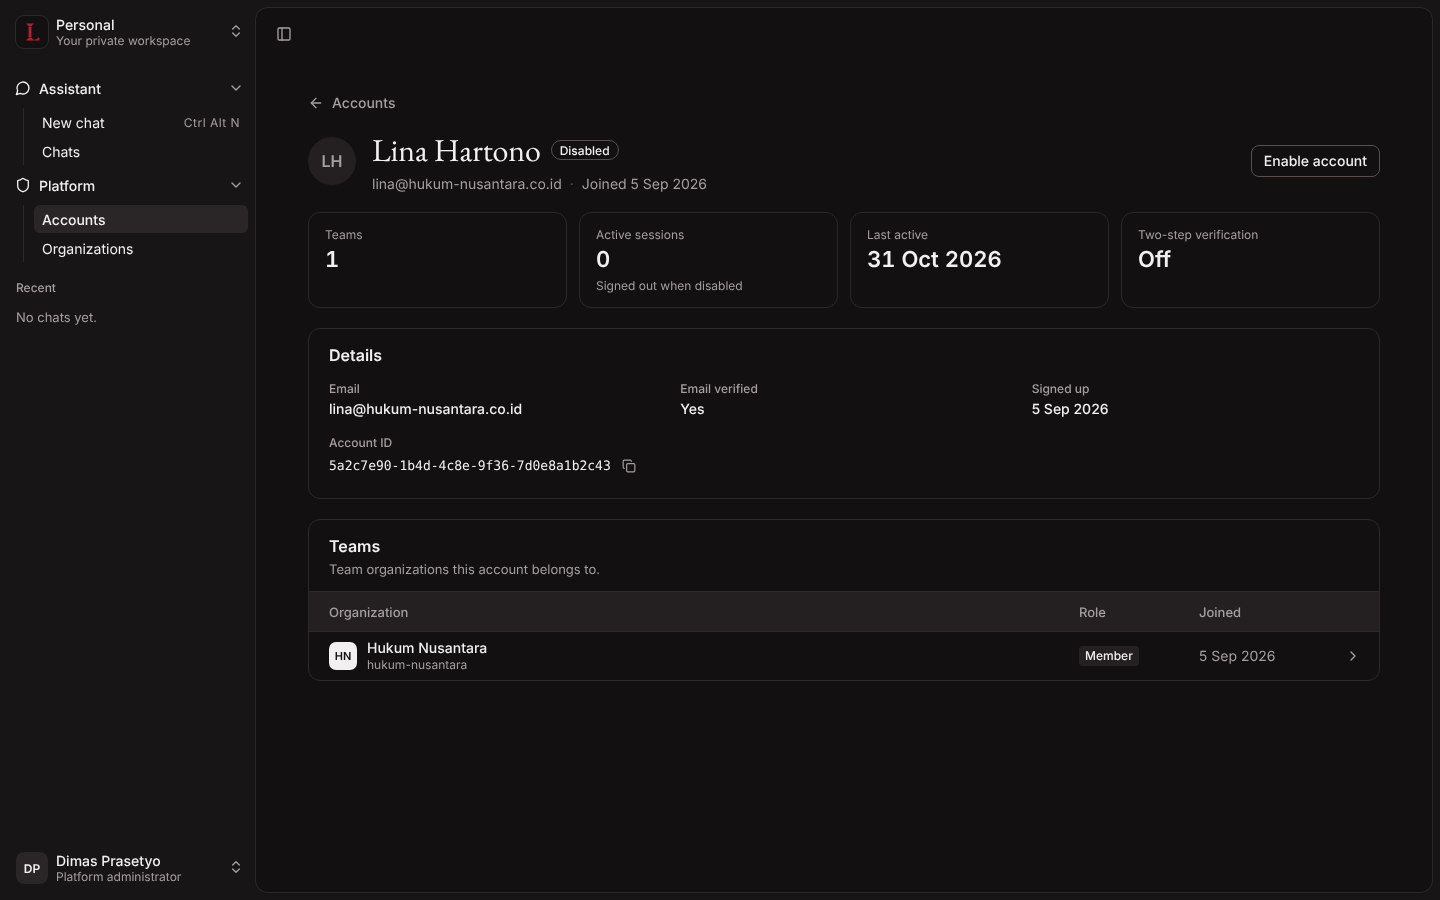 L
Personal
Your private workspace
Assistant
New chat
Ctrl Alt N
Chats
Platform
Accounts
Organizations
Recent
No chats yet.
DP
Dimas Prasetyo
Platform administrator
Accounts
LH
Lina Hartono
Disabled
lina@hukum-nusantara.co.id · Joined 5 Sep 2026
Enable account
Teams
1
Active sessions
0
Signed out when disabled
Last active
31 Oct 2026
Two-step verification
Off
Details
Email
lina@hukum-nusantara.co.id
Email verified
Yes
Signed up
5 Sep 2026
Account ID
5a2c7e90-1b4d-4c8e-9f36-7d0e8a1b2c43
Teams
Team organizations this account belongs to.
Organization
Role
Joined
HN
Hukum Nusantara
hukum-nusantara
Member
5 Sep 2026